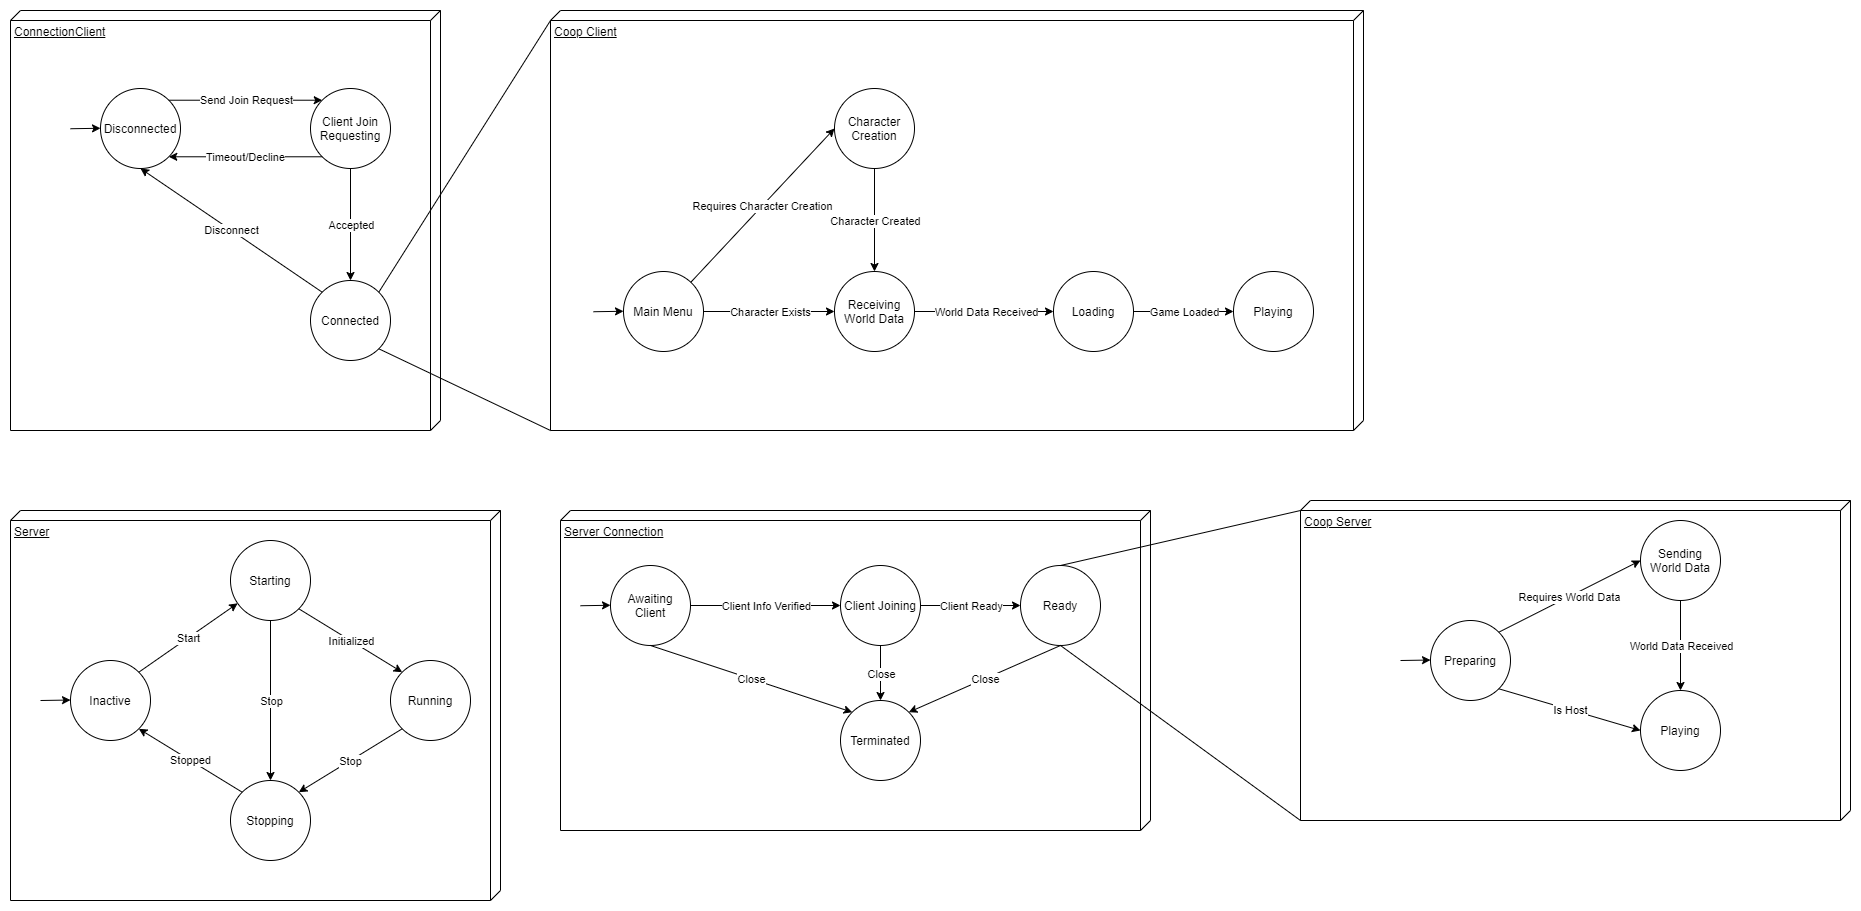 ConnectionClient
Disconnected
Send Join Request
Client Join
Requesting
Timeout/Decline
Disconnect
Accepted
Connected
Coop Client
Character
Creation
Requires Character Creation
Character Created
Main Menu
Character Exists
Receiving
World Data
World Data Received
Loading
Game Loaded
Playing
Server
Starting
Start
Initialized
Inactive
Stop
Running
Stopped
Stop
Stopping
Server Connection
Awaiting
Client
Client Info Verified
Client Joining
Client Ready
Ready
Close
Close
Close
Terminated
Coop Server
Sending
World Data
Requires World Data
World Data Received
Preparing
Is Host
Playing